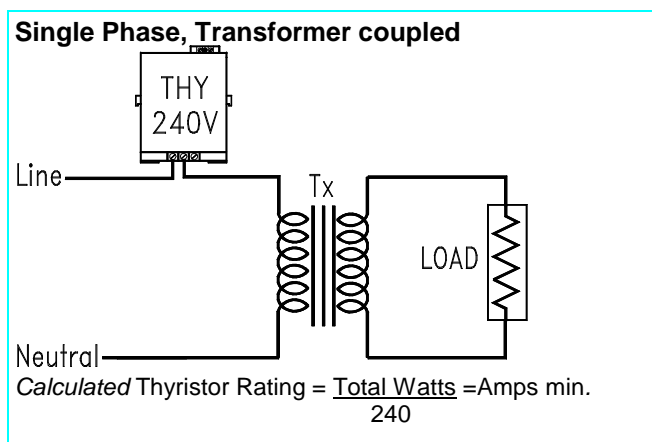 Single Phase, Transformer coupled
THY
240V
Line
Tx
LOAD
Neutral
Calculated Thyristor Rating = Total Watts =Amps min.
240